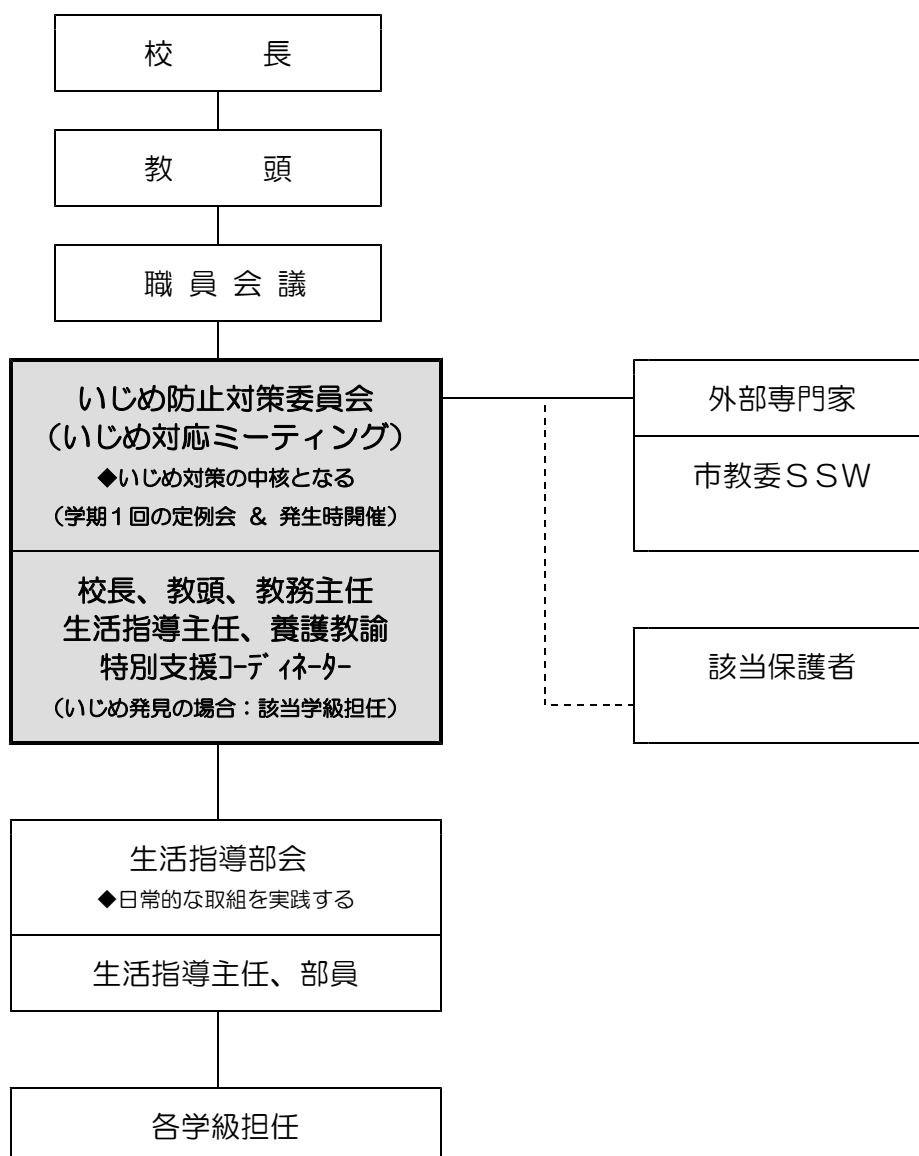 校　　　長
教　　　頭
職 員 会 議
いじめ防止対策委員会
（いじめ対応ミーティング）
◆いじめ対策の中核となる
（学期１回の定例会 ＆ 発生時開催）
校長、教頭、教務主任
生活指導主任、養護教諭
特別支援ｺｰﾃﾞｨﾈｰﾀｰ
（いじめ発見の場合：該当学級担任）
外部専門家
市教委ＳＳＷ
該当保護者
生活指導部会
◆日常的な取組を実践する
生活指導主任、部員
各学級担任